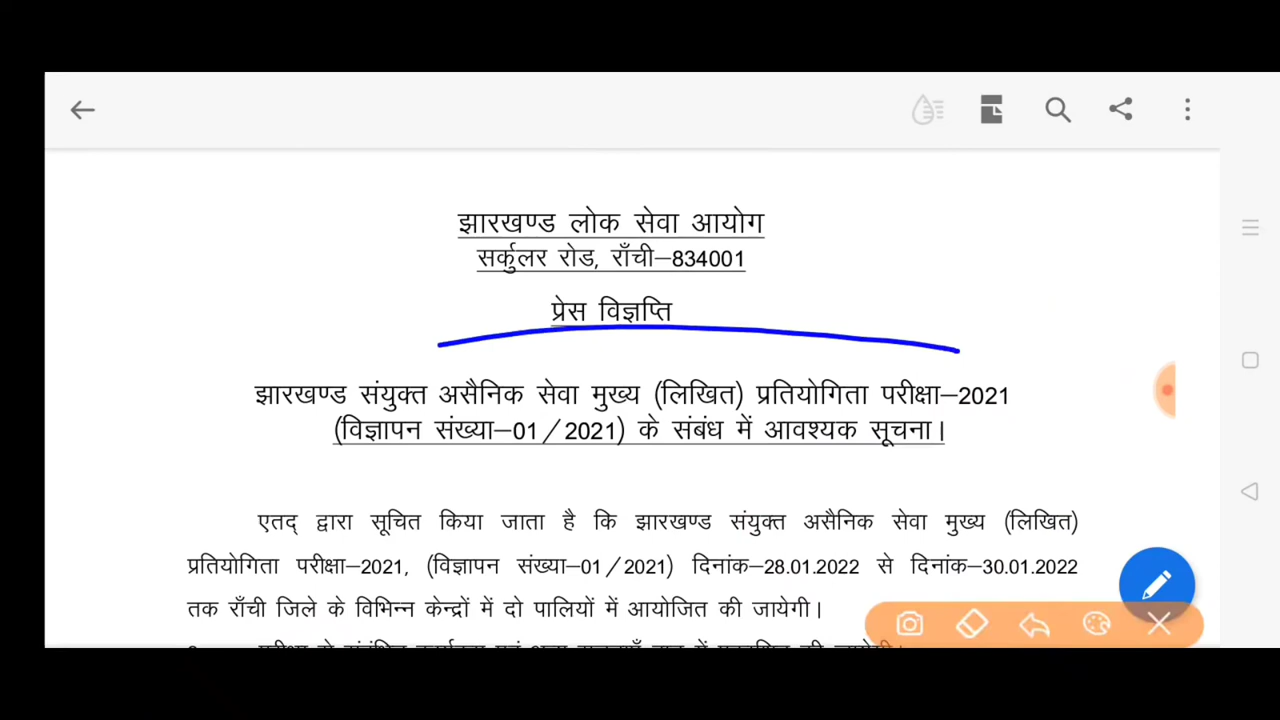 झारखण्ड लोक सेवा आयोग
सर्कुलर रोड, राँची–834001
प्रेस विज्ञप्ति
झारखण्ड संयुक्त असैनिक सेवा मुख्य (लिखित) प्रतियोगिता परीक्षा–2021
(विज्ञापन संख्या–01/2021) के संबंध में आवश्यक सूचना।
एतद् द्वारा सूचित किया जाता है कि झारखण्ड संयुक्त असैनिक सेवा मुख्य (लिखित)
प्रतियोगिता परीक्षा–2021, (विज्ञापन संख्या–01/2021) दिनांक–28.01.2022 से दिनांक–30.01.2022
तक राँची जिले के विभिन्न केन्द्रों में दो पालियों में आयोजित की जायेगी।